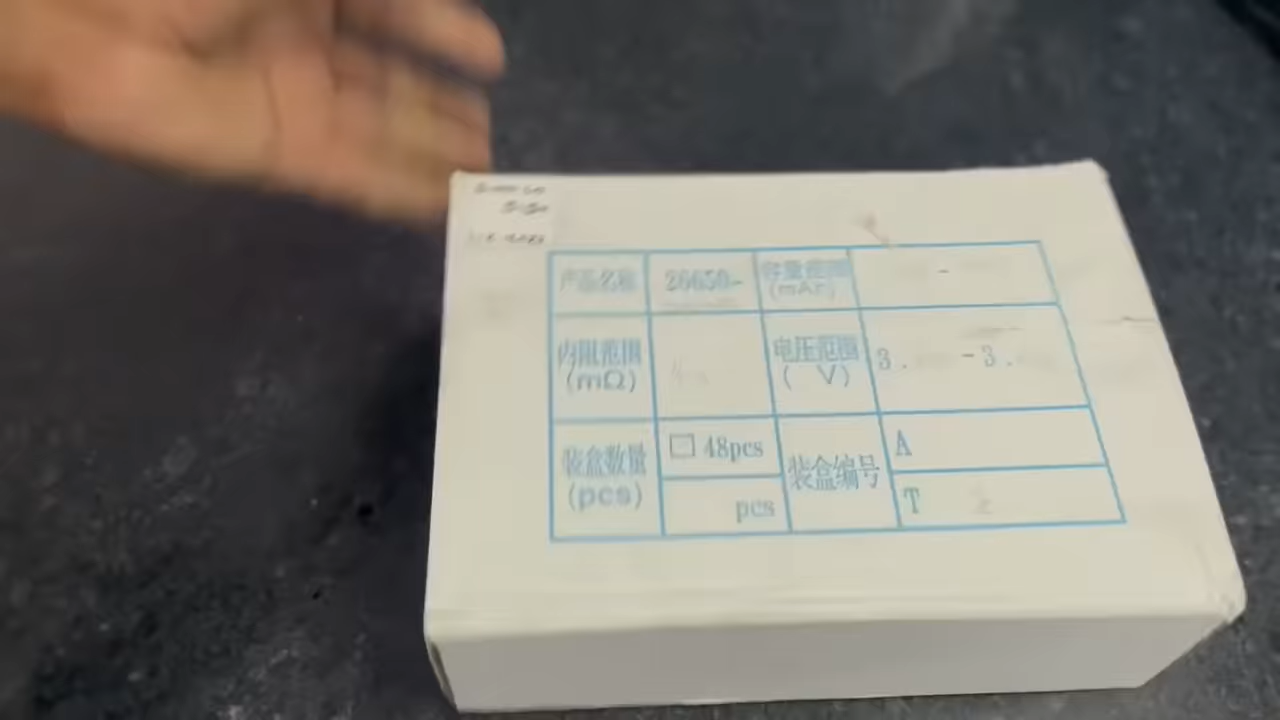 产品名称 26650- 容量范围 -
(mAh)
内阻范围 电压范围 3. -3.
(mΩ) ( V)
装盒数量 □ 48pcs 装盒编号 A
(pcs) pcs T